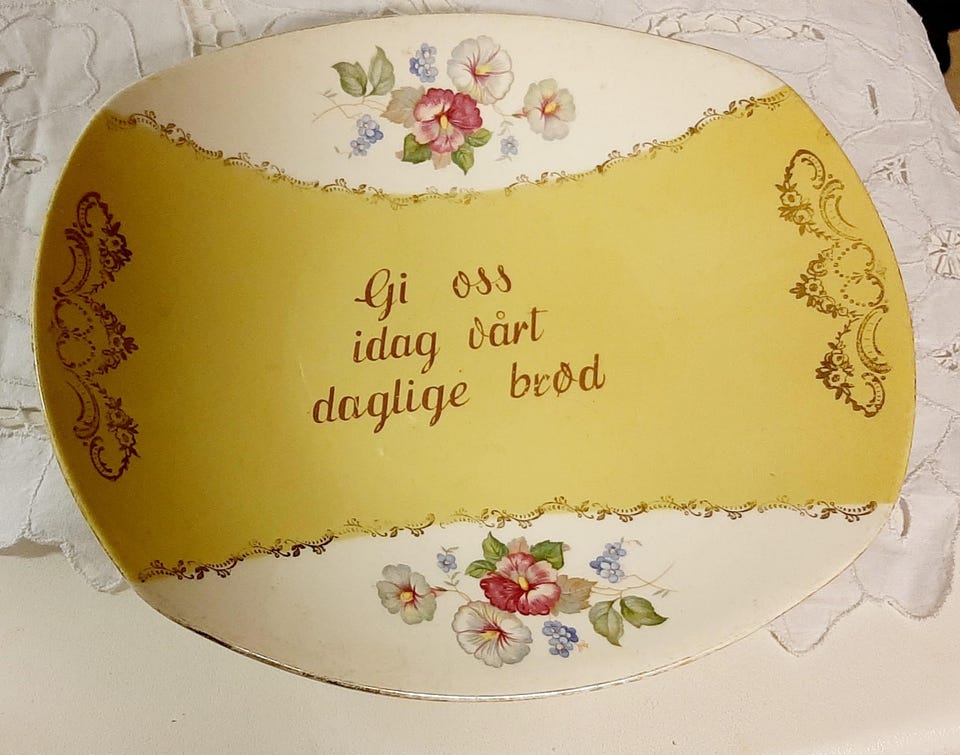 Gi oss
idag vårt
daglige brød